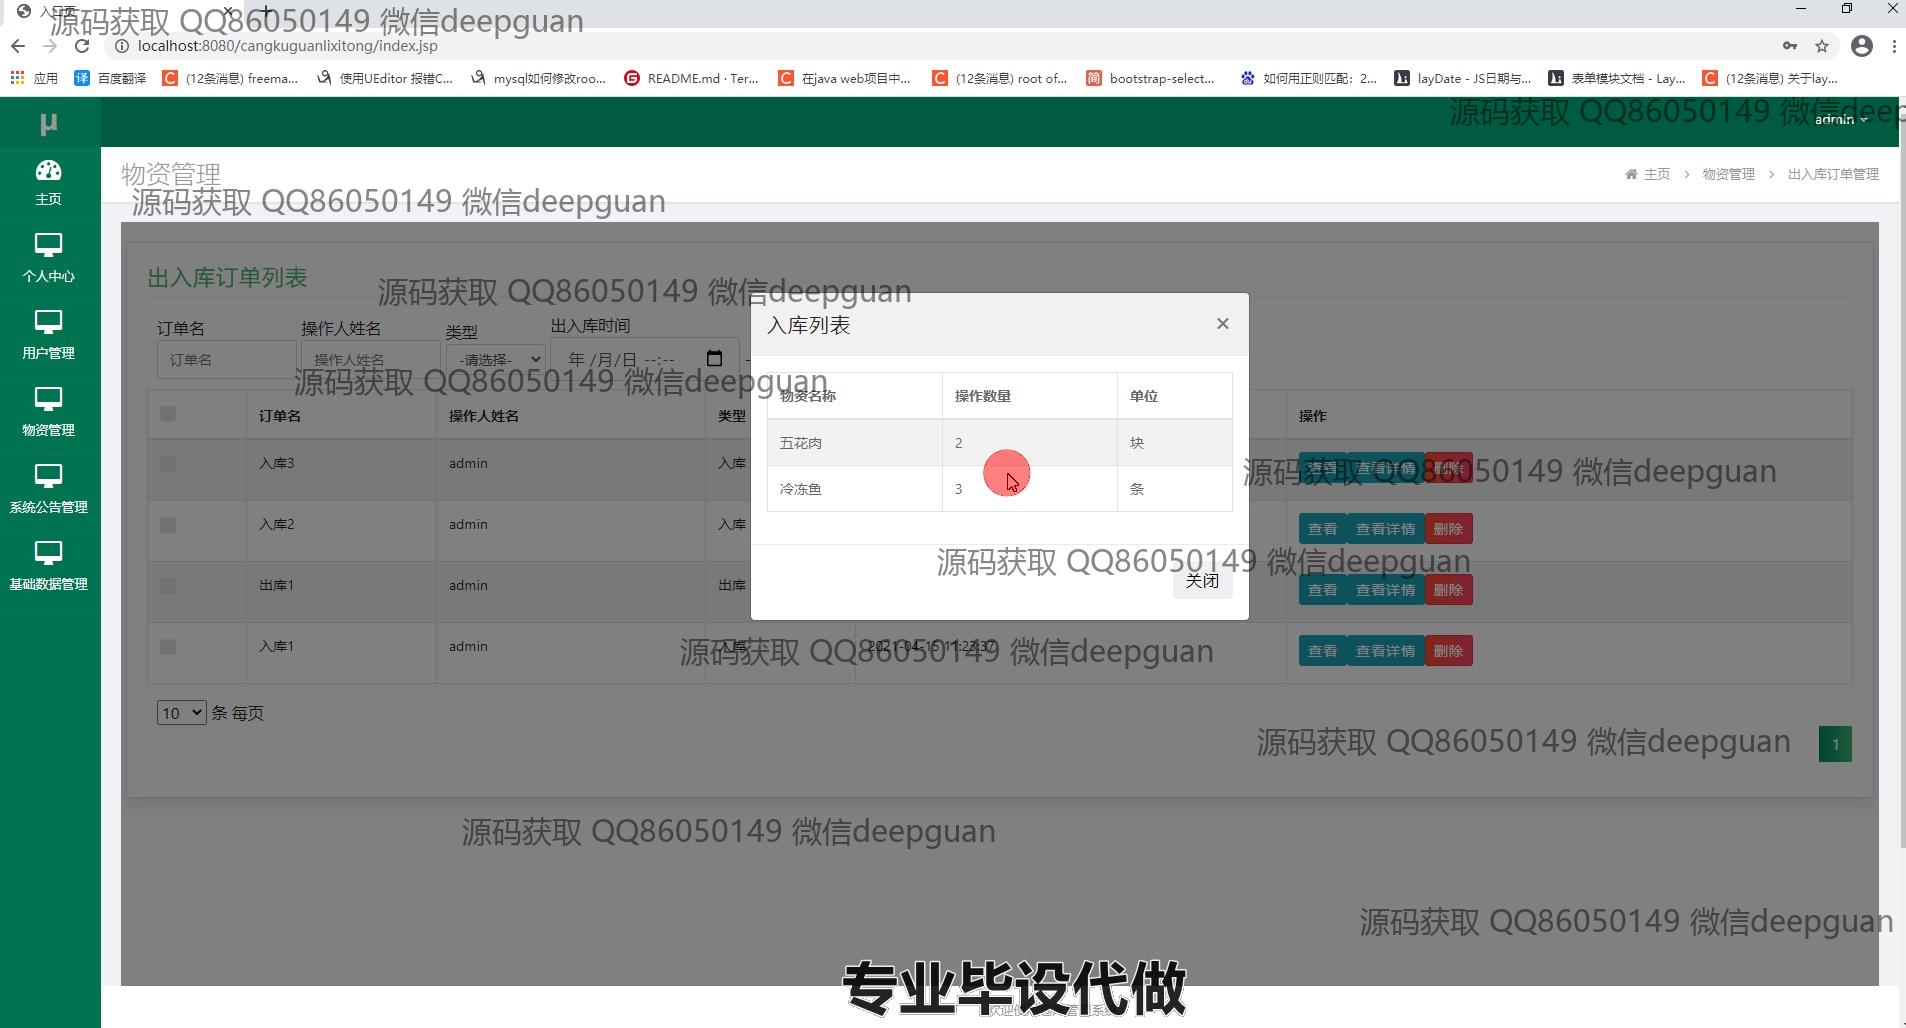 源码获取 QQ86050149 微信deepguan
localhost:8080/cangkuguanlixitong/index.jsp
应用 百度翻译 (12条消息) freema... 使用UEditor 报错C... mysql如何修改roo... README.md · Ter... 在java web项目中... (12条消息) root of... bootstrap-select... 如何用正则匹配：2... layDate - JS日期与... 表单模块文档 - Lay... (12条消息) 关于lay...
源码获取 QQ86050149 微信deep
μ
admin
主页
物资管理
主页 > 物资管理 > 出入库订单管理
源码获取 QQ86050149 微信deepguan
个人中心
用户管理
物资管理
系统公告管理
基础数据管理
出入库订单列表
源码获取 QQ86050149 微信deepguan
订单名 操作人姓名 类型 出入库时间
订单名 操作人姓名 -请选择- 年 /月/日 --:-- -
源码获取 QQ86050149 微信deepguan
入库列表 ×
物资名称 操作数量 单位
五花肉 2 块
冷冻鱼 3 条
关闭
订单名 操作人姓名 类型 操作
入库3 admin 入库 查看 查看详情 删除
源码获取 QQ86050149 微信deepguan
入库2 admin 入库 查看 查看详情 删除
源码获取 QQ86050149 微信deepguan
出库1 admin 出库 查看 查看详情 删除
入库1 admin 入库 2021-04-15 11:23:37 查看 查看详情 删除
源码获取 QQ86050149 微信deepguan
10 条 每页
源码获取 QQ86050149 微信deepguan
1
源码获取 QQ86050149 微信deepguan
源码获取 QQ86050149 微信deepguan
专业毕设代做